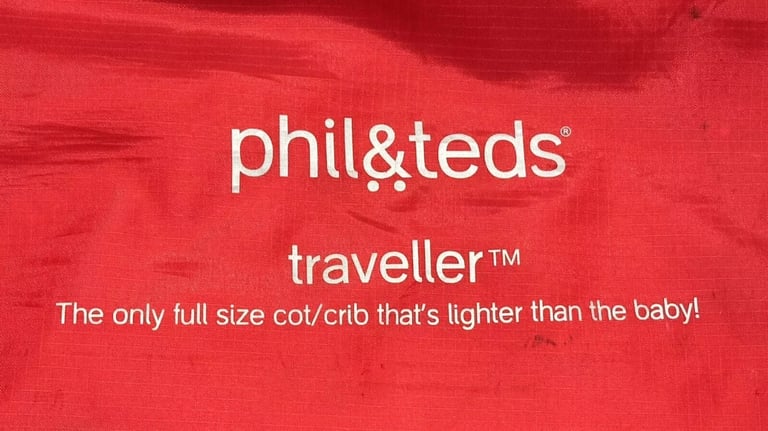 phil&teds®
traveller™
The only full size cot/crib that's lighter than the baby!